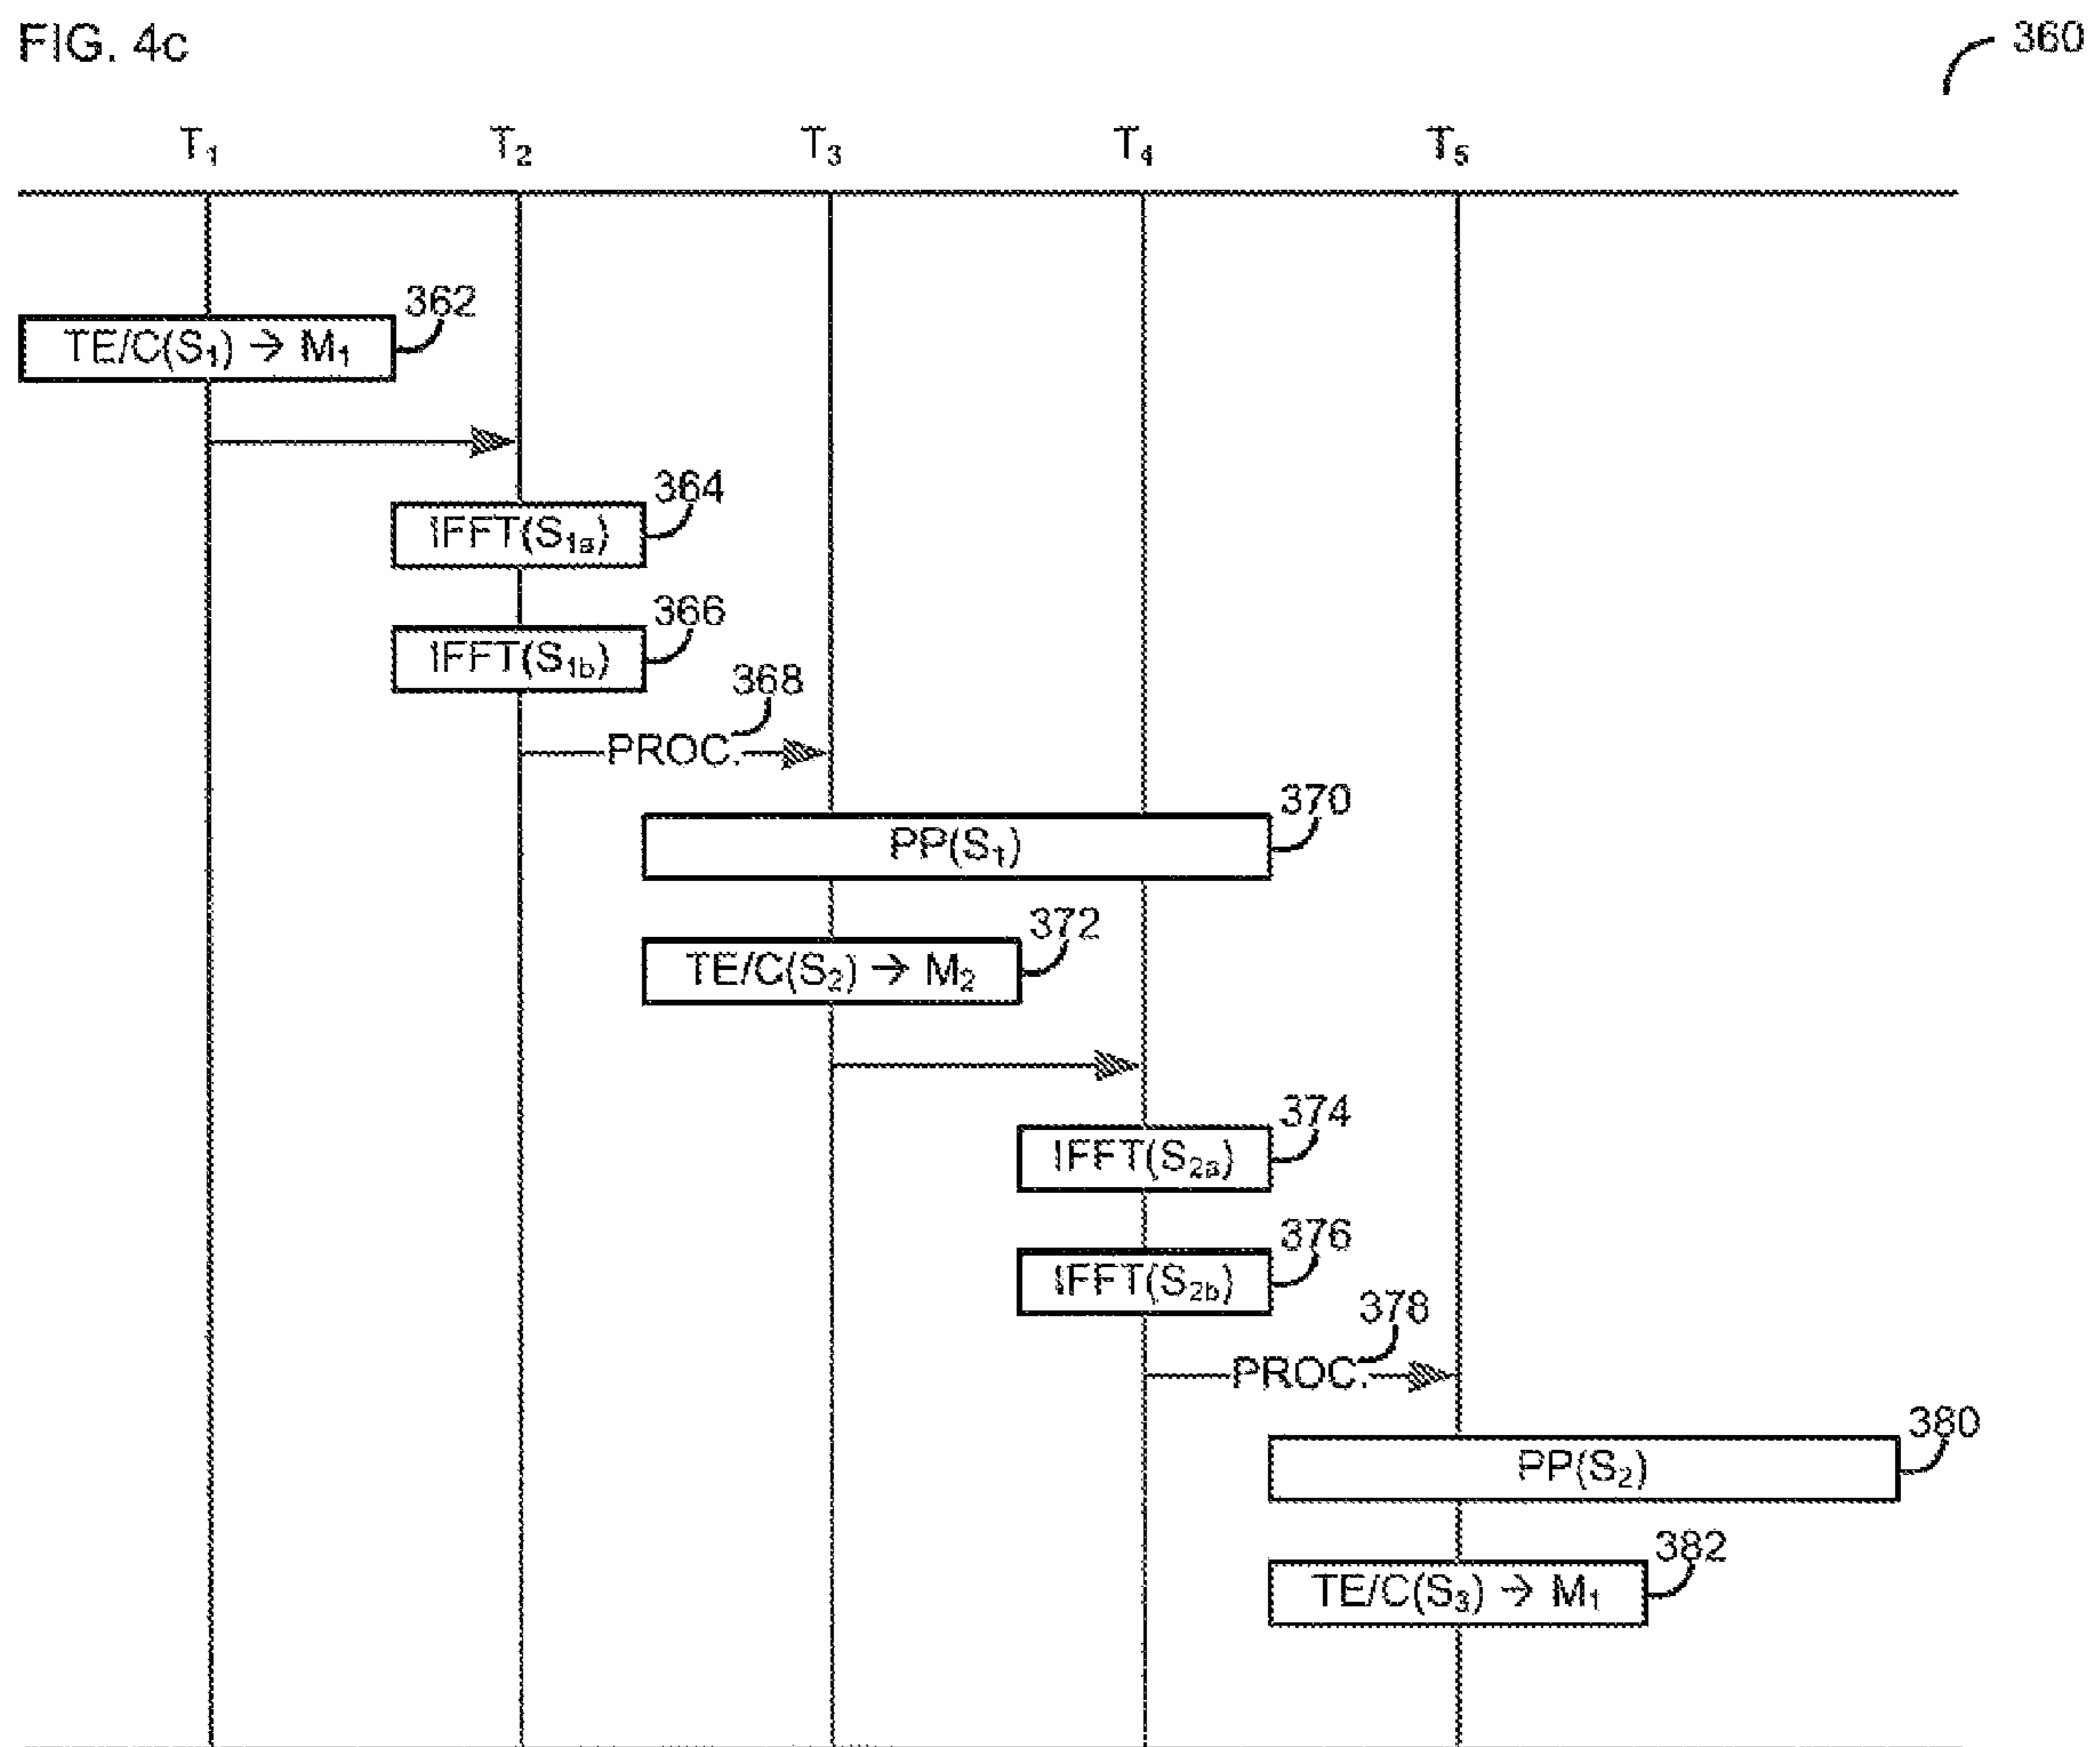 FIG. 4c
360
T₁ T₂ T₃ T₄ T₅
362
TE/C(S₁) → M₁
364
IFFT(S₁ₐ)
366
IFFT(S₁b)
368
PROC.
370
PP(S₁)
372
TE/C(S₂) → M₂
374
IFFT(S₂ₐ)
376
IFFT(S₂b)
378
PROC.
380
PP(S₂)
382
TE/C(S₃) → M₁